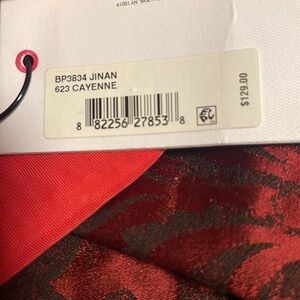 BP3834 JINAN
623 CAYENNE
8 82256 27853 8
$129.00